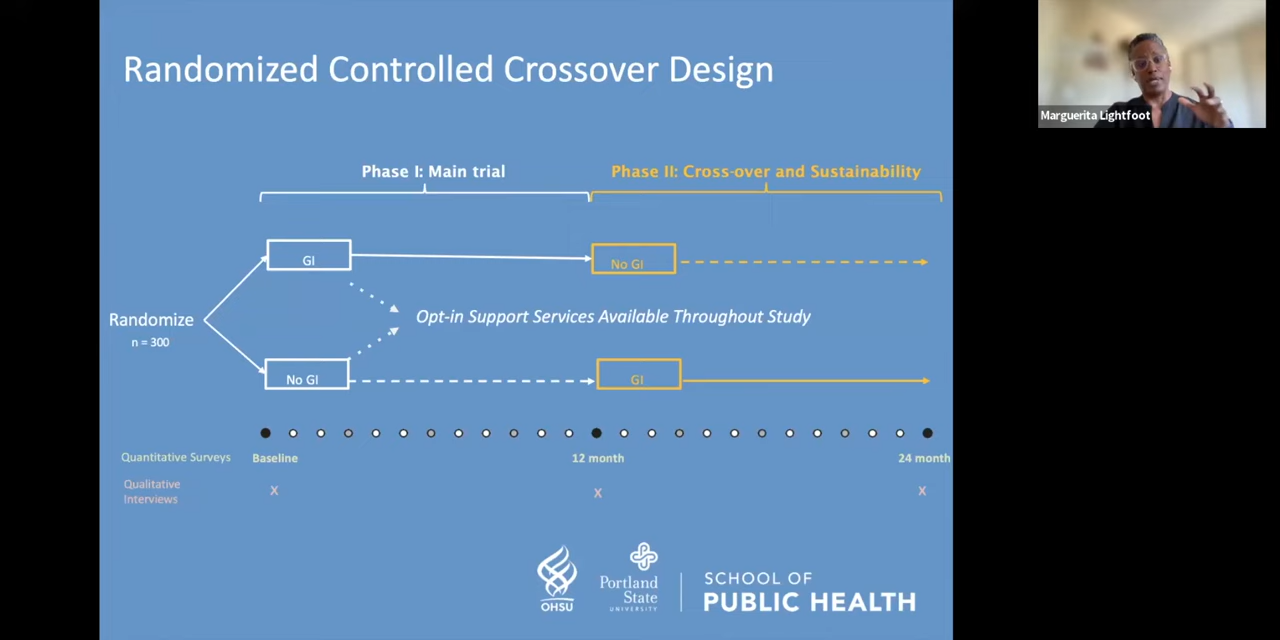 Randomized Controlled Crossover Design
Marguerita Lightfoot
Phase I: Main trial
Phase II: Cross-over and Sustainability
GI
No GI
Randomize
n = 300
Opt-in Support Services Available Throughout Study
No GI
GI
Quantitative Surveys
Baseline
12 month
24 month
Qualitative
Interviews
X
X
X
OHSU
Portland
State
UNIVERSITY
SCHOOL OF
PUBLIC HEALTH